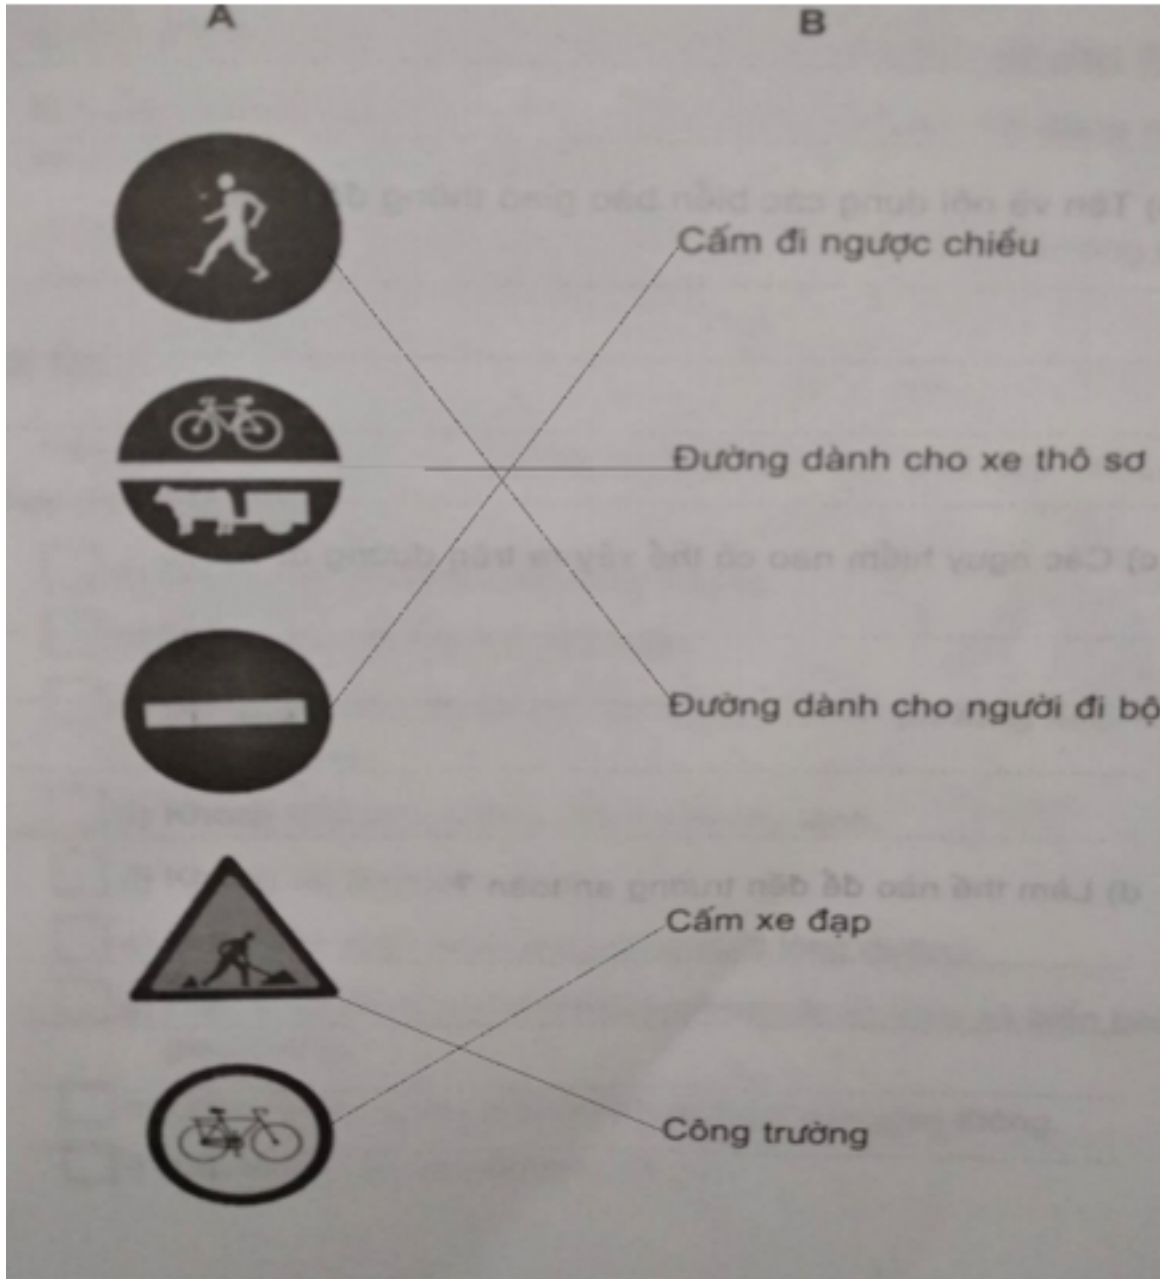 A
B
Cấm đi ngược chiều
Đường dành cho xe thô sơ
Đường dành cho người đi bộ
Cấm xe đạp
Công trường